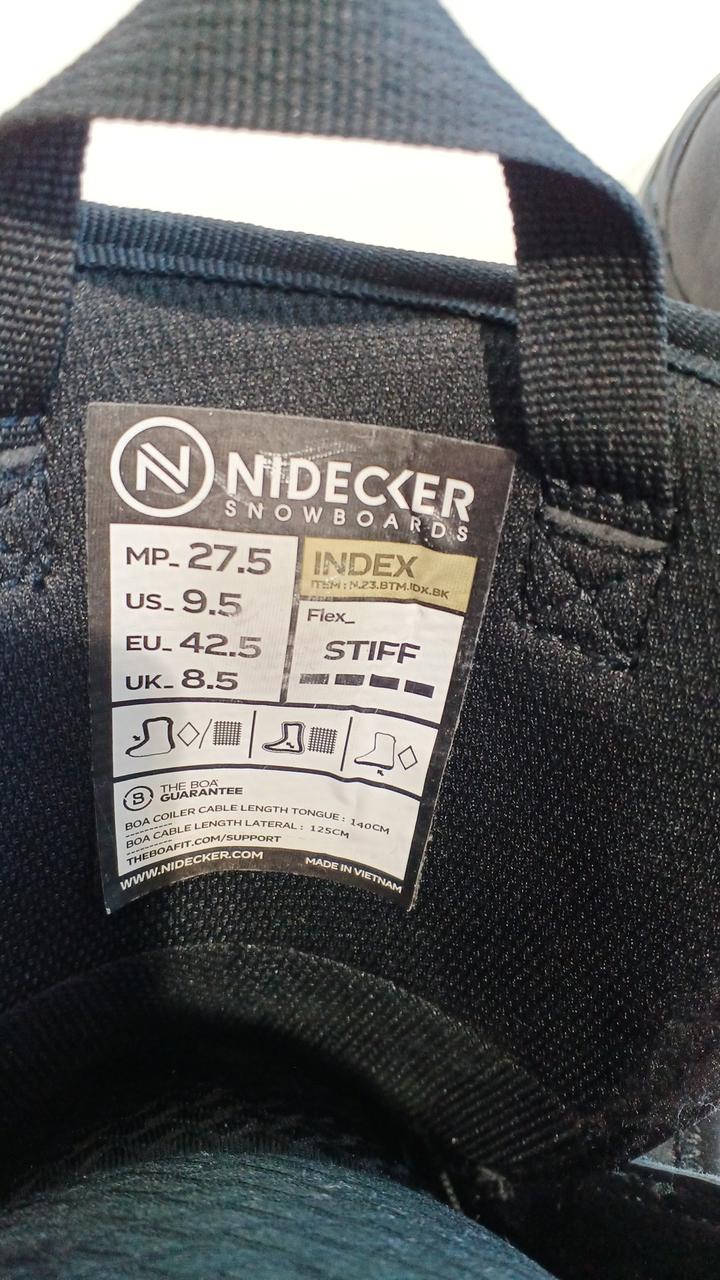 N
NIDECKER
SNOWBOARDS
MP_ 27.5
US_ 9.5
EU_ 42.5
UK_ 8.5
INDEX
ITEM : N.23.BTM.IDX.BK
Flex_
STIFF
B THE BOA
GUARANTEE
BOA COILER CABLE LENGTH TONGUE : 140CM
----------
BOA CABLE LENGTH LATERAL : 125CM
----------
THEBOAFIT.COM/SUPPORT
WWW.NIDECKER.COM MADE IN VIETNAM